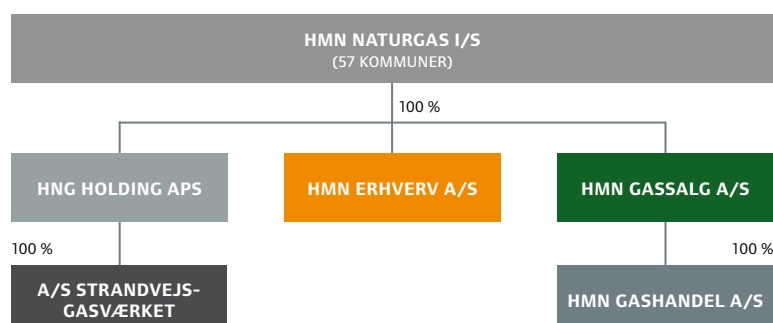 HMN NATURGAS I/S
(57 KOMMUNER)
100 %
HNG HOLDING APS
HMN ERHVERV A/S
HMN GASSALG A/S
100 %
100 %
A/S STRANDVEJS-
GASVÆRKET
HMN GASHANDEL A/S